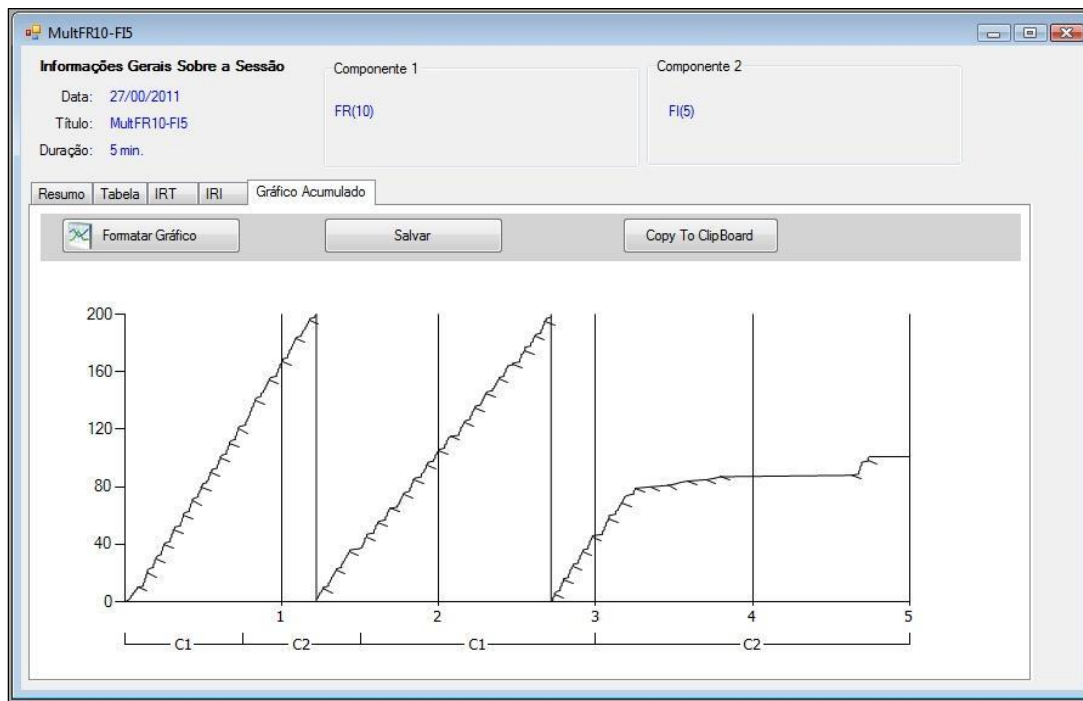 MultFR10-FI5
Informações Gerais Sobre a Sessão
Data: 27/00/2011
Título: MultFR10-FI5
Duração: 5 min.
Componente 1
FR(10)
Componente 2
FI(5)
Resumo Tabela IRT IRI Gráfico Acumulado
Formatar Gráfico Salvar Copy To ClipBoard
200
160
120
80
40
0
1 2 3 4 5
C1 C2 C1 C2